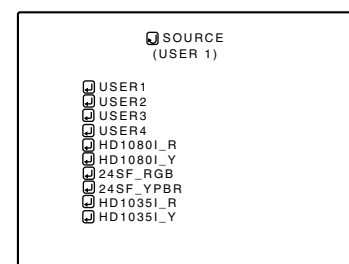 SOURCE
(USER 1)
USER1
USER2
USER3
USER4
HD1080I_R
HD1080I_Y
24SF_RGB
24SF_YPBR
HD1035I_R
HD1035I_Y